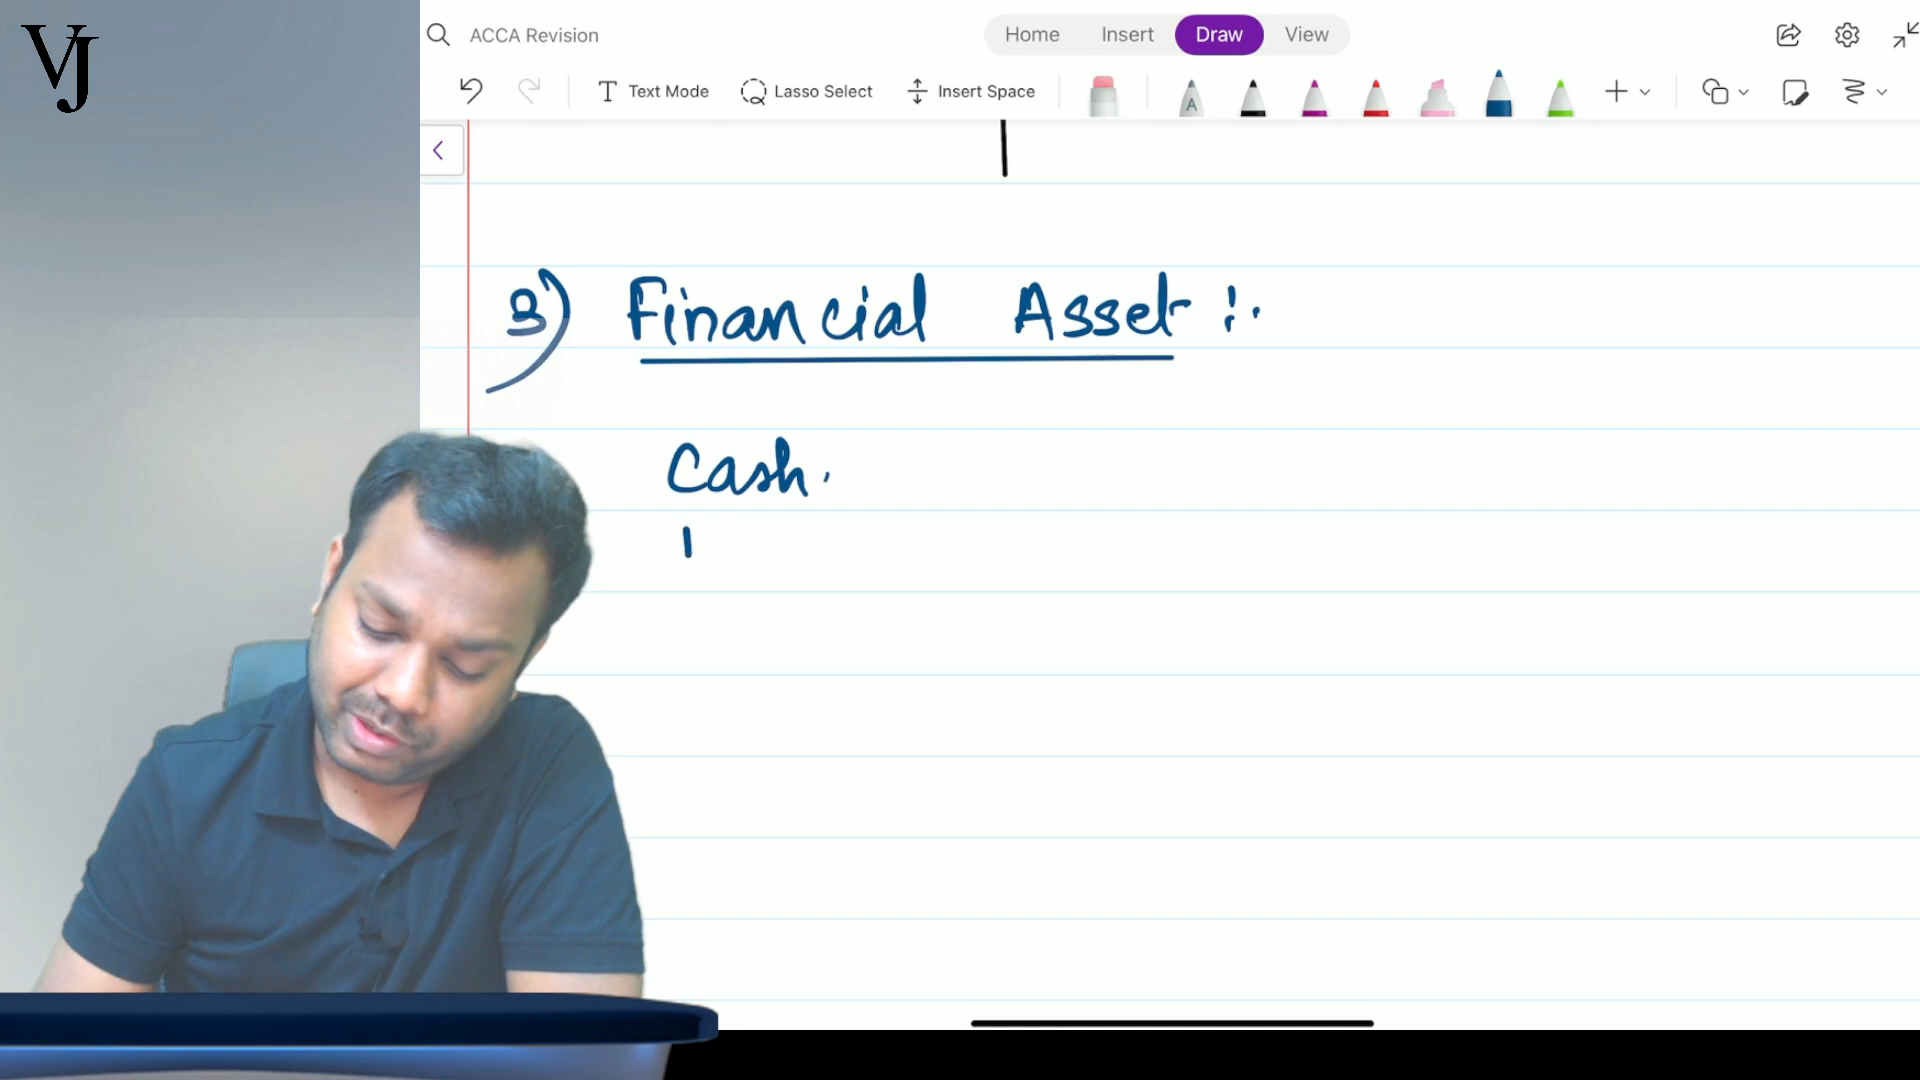 VJ
ACCA Revision
Home Insert Draw View
Text Mode Lasso Select Insert Space
A
3) Financial Asset :.
Cash.